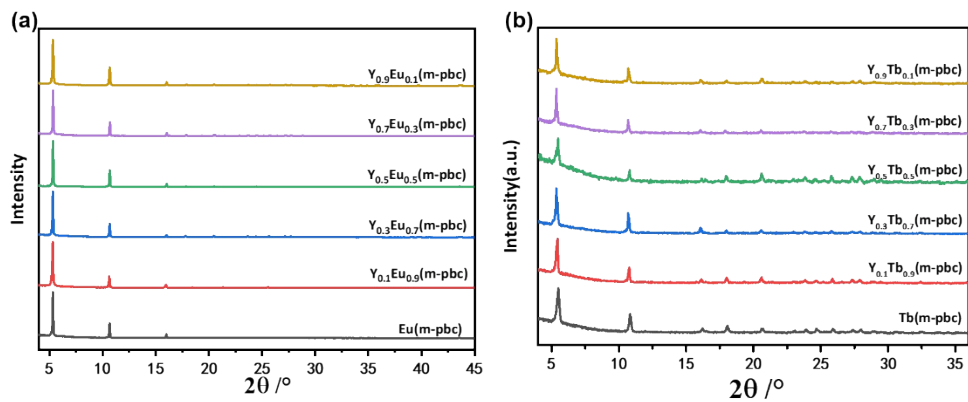 (a)
Intensity
Y0.9Eu0.1(m-pbc)
Y0.7Eu0.3(m-pbc)
Y0.5Eu0.5(m-pbc)
Y0.3Eu0.7(m-pbc)
Y0.1Eu0.9(m-pbc)
Eu(m-pbc)
5 10 15 20 25 30 35 40 45
2θ /°
(b)
Intensity(a.u.)
Y0.9Tb0.1(m-pbc)
Y0.7Tb0.3(m-pbc)
Y0.5Tb0.5(m-pbc)
Y0.3Tb0.7(m-pbc)
Y0.1Tb0.9(m-pbc)
Tb(m-pbc)
5 10 15 20 25 30 35
2θ /°